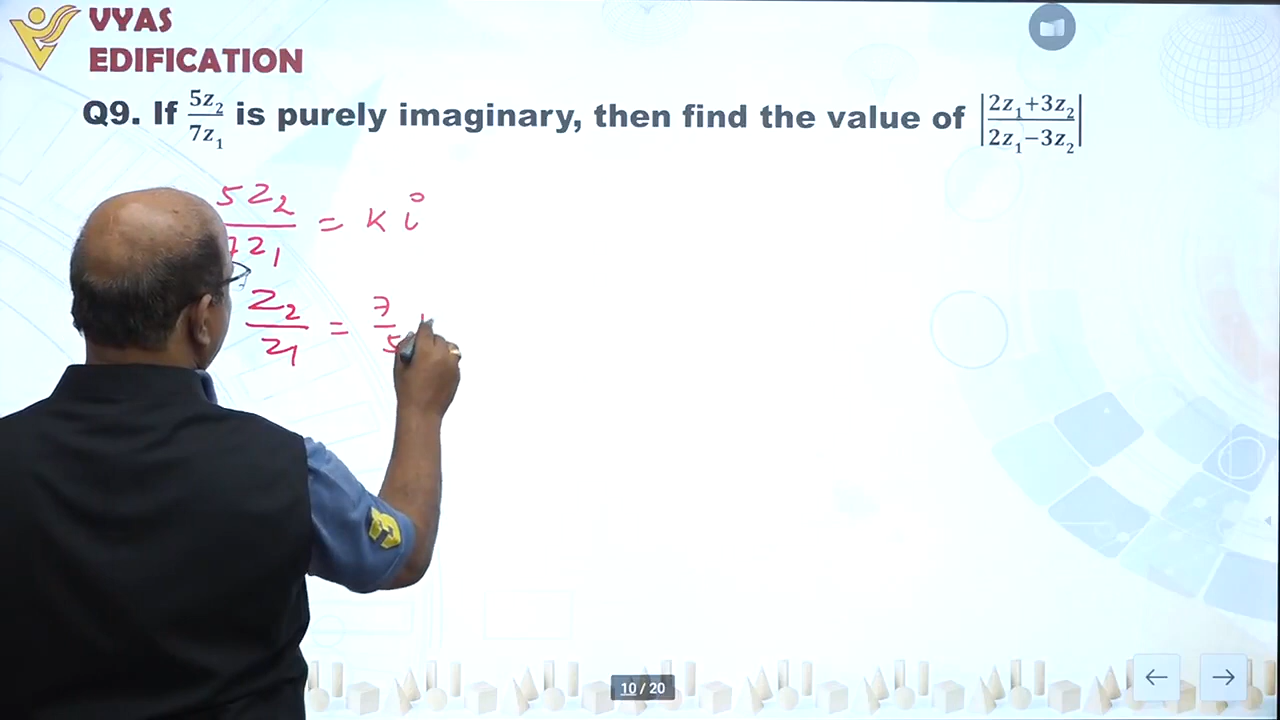 VYAS
EDIFICATION
Q9. If 5z₂/7z₁ is purely imaginary, then find the value of |2z₁+3z₂/2z₁−3z₂|
5z₂/7z₁ = K i
z₂/z₁ = 7/5
10 / 20